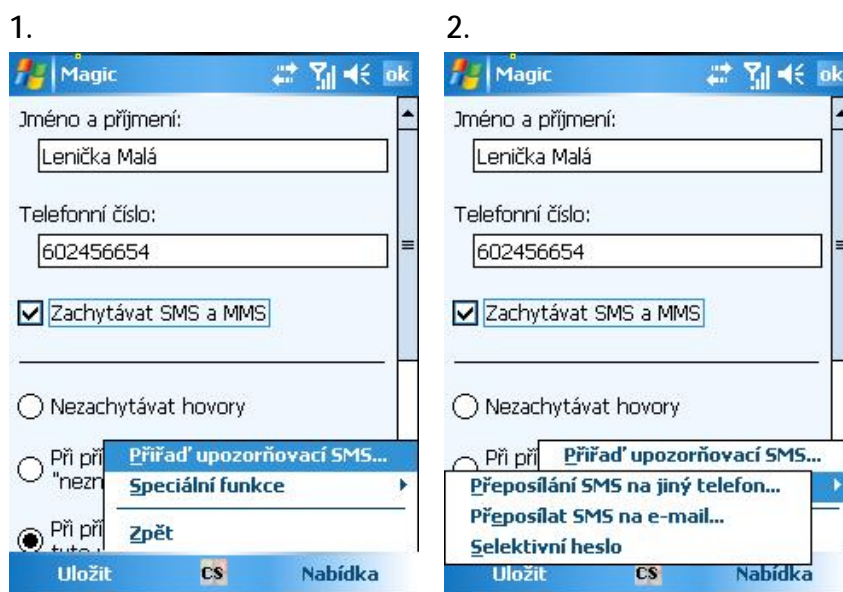 1.
Magic
ok
Jméno a příjmení:
Lenička Malá
Telefonní číslo:
602456654
Zachytávat SMS a MMS
Nezachytávat hovory
Při pří
"nezn
Při pří
Přiřaď upozorňovací SMS...
Speciální funkce
Zpět
Uložit
CS
Nabídka
2.
Magic
ok
Jméno a příjmení:
Lenička Malá
Telefonní číslo:
602456654
Zachytávat SMS a MMS
Nezachytávat hovory
Při pří
Přiřaď upozorňovací SMS...
Přeposílání SMS na jiný telefon...
Přeposílat SMS na e-mail...
Selektivní heslo
Uložit
CS
Nabídka